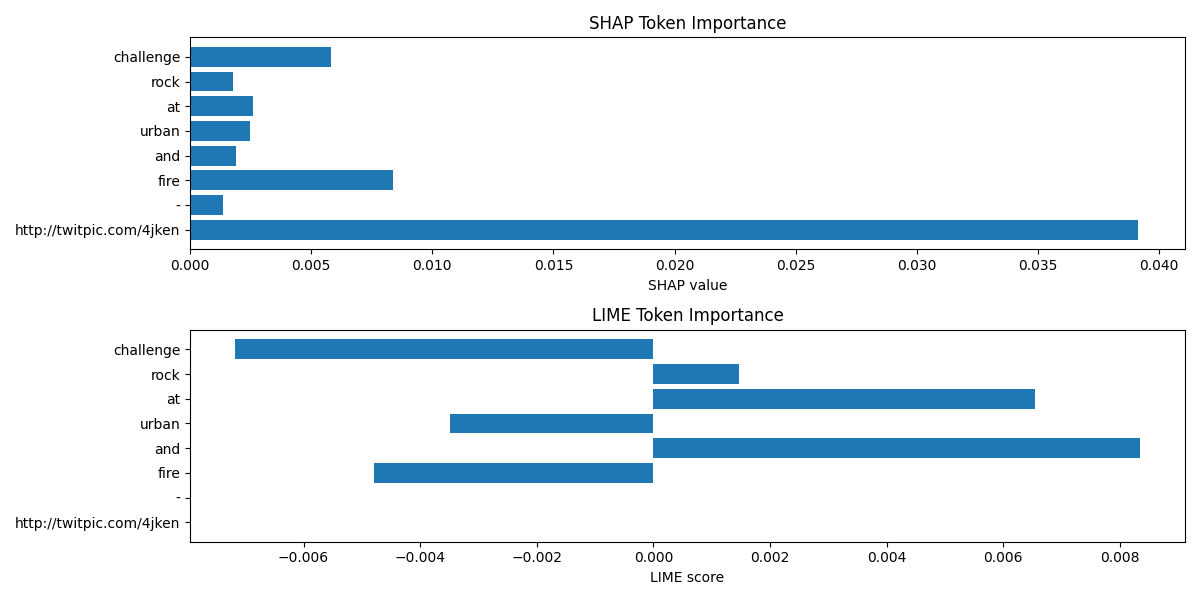 SHAP Token Importance
challenge
rock
at
urban
and
fire
-
http://twitpic.com/4jken
0.000 0.005 0.010 0.015 0.020 0.025 0.030 0.035 0.040
SHAP value
LIME Token Importance
challenge
rock
at
urban
and
fire
-
http://twitpic.com/4jken
−0.006 −0.004 −0.002 0.000 0.002 0.004 0.006 0.008
LIME score